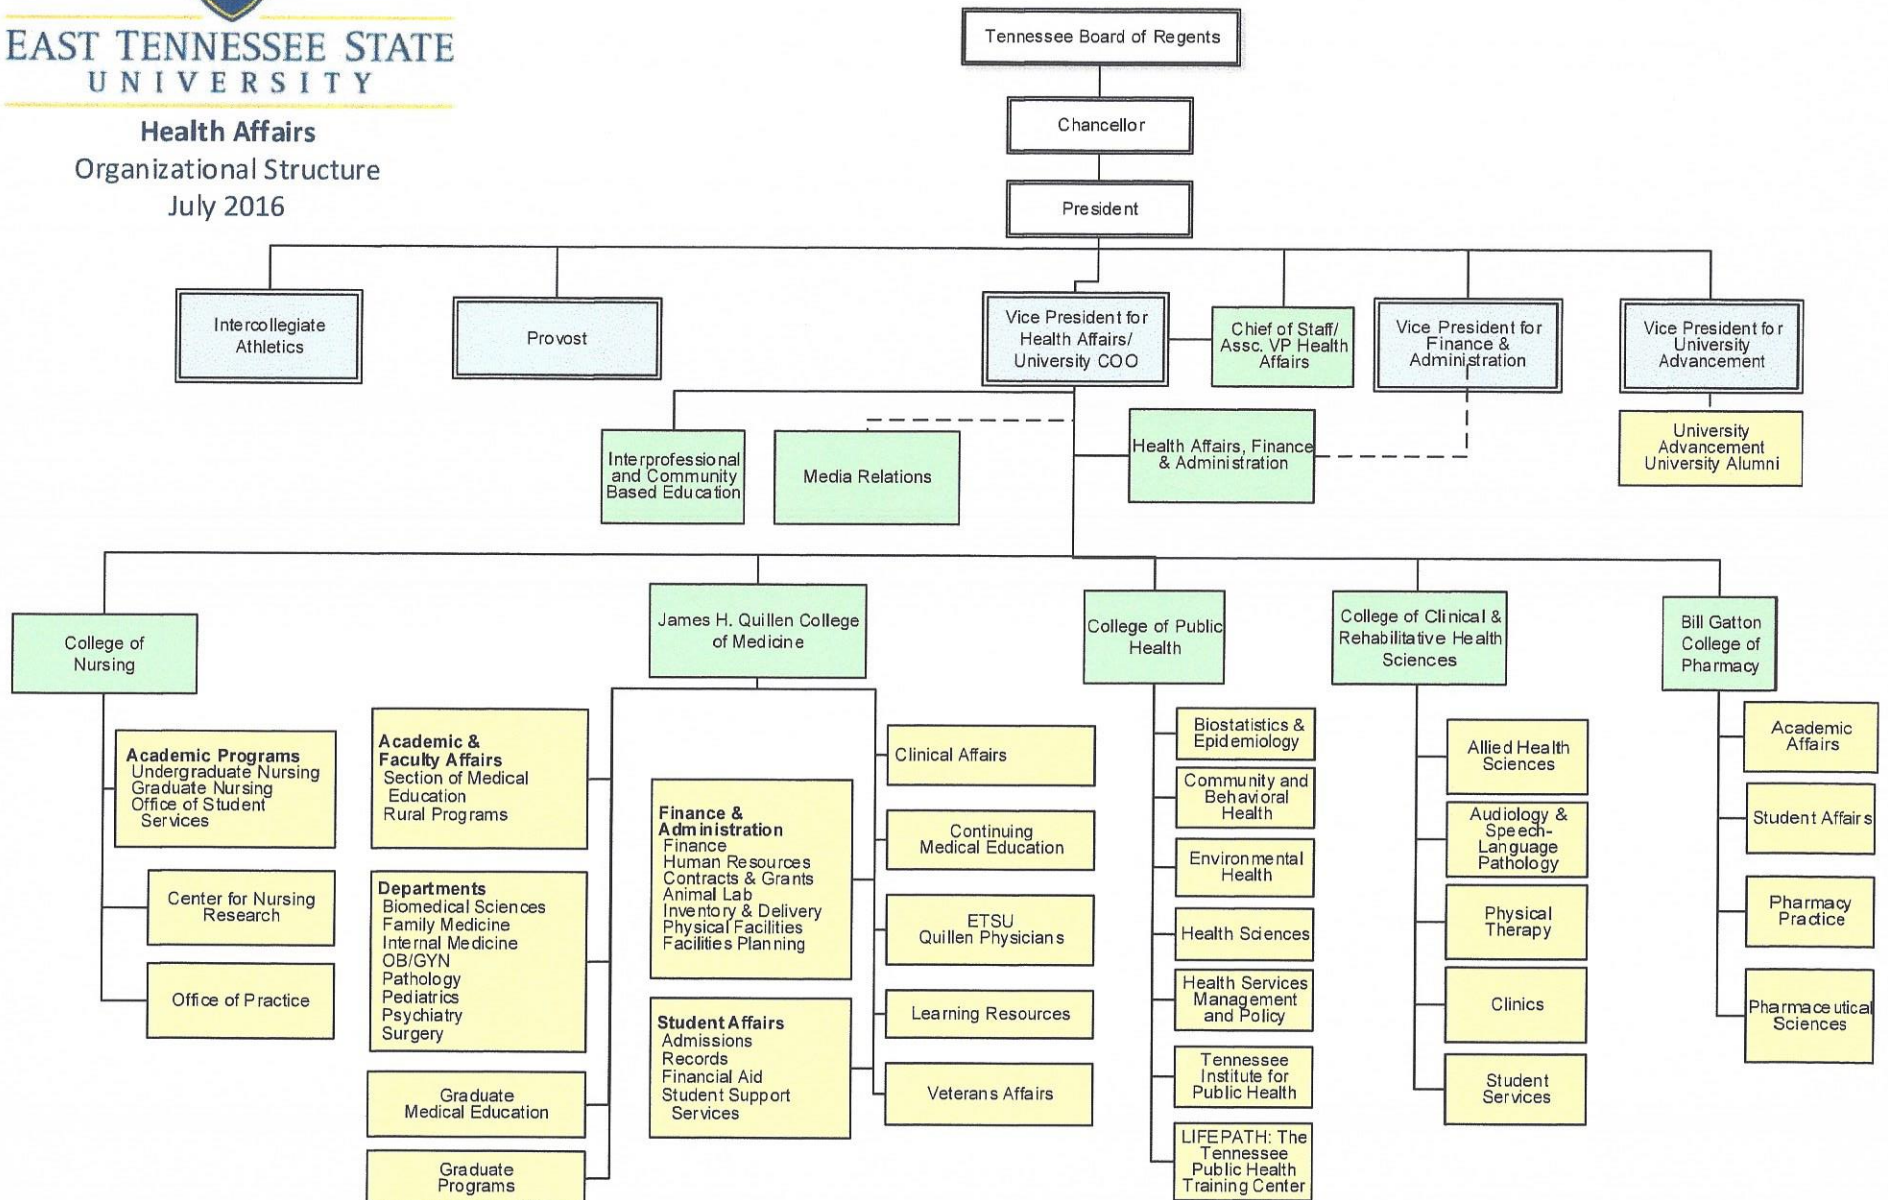 EAST TENNESSEE STATE
UNIVERSITY
Health Affairs
Organizational Structure
July 2016
Tennessee Board of Regents
Chancellor
President
Intercollegiate
Athletics
Provost
Vice President for
Health Affairs/
University COO
Chief of Staff/
Assc. VP Health
Affairs
Vice President for
Finance &
Administration
Vice President for
University
Advancement
Interprofessional
and Community
Based Education
Media Relations
Health Affairs, Finance
& Administration
University
Advancement
University Alumni
College of
Nursing
James H. Quillen College
of Medicine
College of Public
Health
College of Clinical &
Rehabilitative Health
Sciences
Bill Gatton
College of
Pharmacy
Academic Programs
Undergraduate Nursing
Graduate Nursing
Office of Student
Services
Center for Nursing
Research
Office of Practice
Academic &
Faculty Affairs
Section of Medical
Education
Rural Programs
Departments
Biomedical Sciences
Family Medicine
Internal Medicine
OB/GYN
Pathology
Pediatrics
Psychiatry
Surgery
Graduate
Medical Education
Graduate
Programs
Finance &
Administration
Finance
Human Resources
Contracts & Grants
Animal Lab
Inventory & Delivery
Physical Facilities
Facilities Planning
Student Affairs
Admissions
Records
Financial Aid
Student Support
Services
Clinical Affairs
Continuing
Medical Education
ETSU
Quillen Physicians
Learning Resources
Veterans Affairs
Biostatistics &
Epidemiology
Community and
Behavioral
Health
Environmental
Health
Health Sciences
Health Services
Management
and Policy
Tennessee
Institute for
Public Health
LIFEPATH: The
Tennessee
Public Health
Training Center
Allied Health
Sciences
Audiology &
Speech-
Language
Pathology
Physical
Therapy
Clinics
Student
Services
Academic
Affairs
Student Affairs
Pharmacy
Practice
Pharmaceutical
Sciences